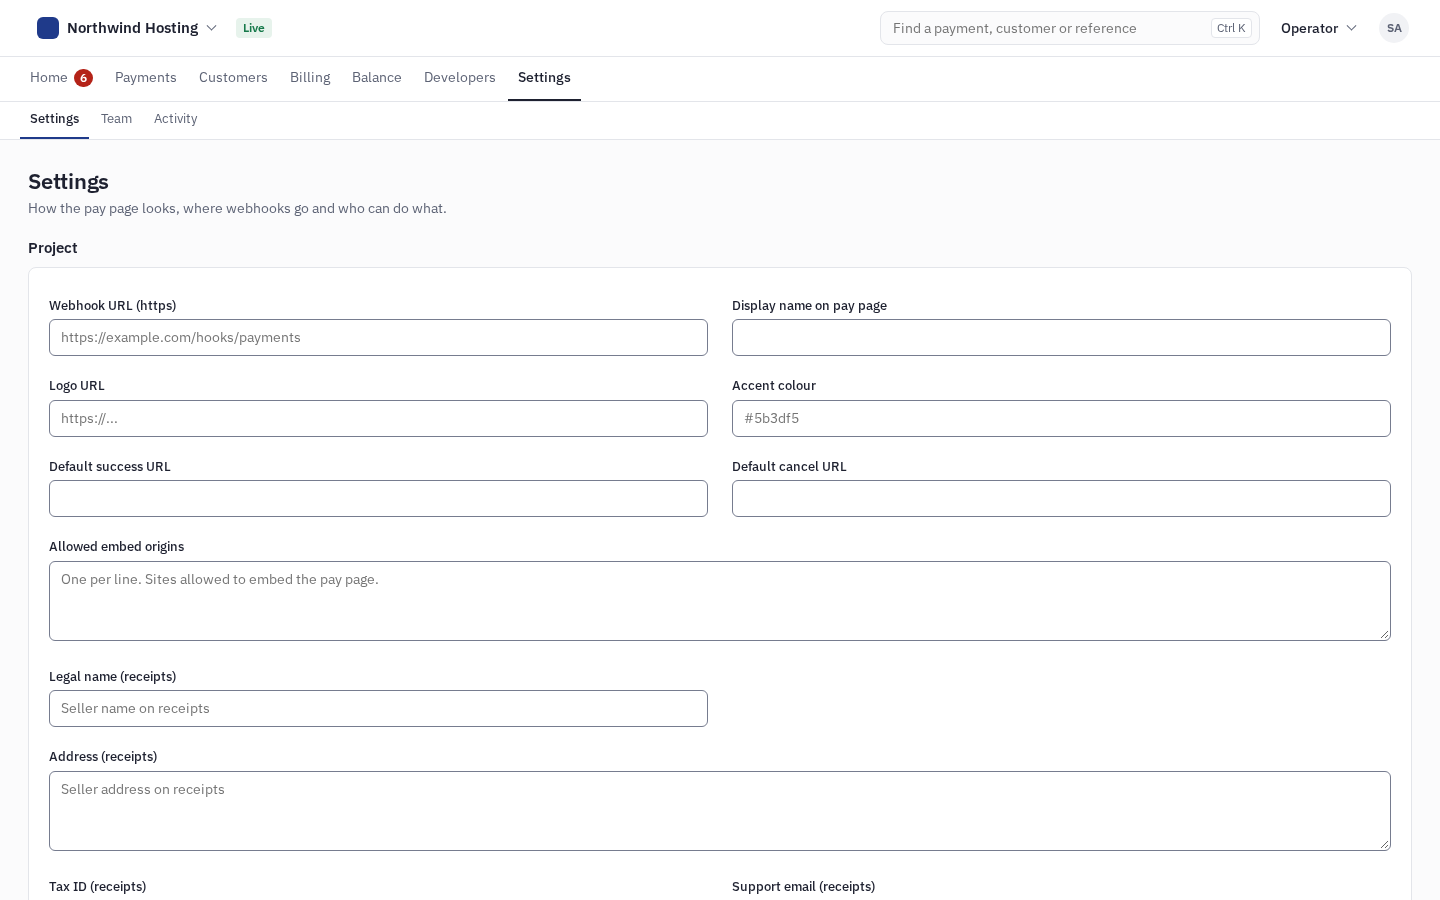 Northwind Hosting
Live
Find a payment, customer or reference
Ctrl K
Operator
SA
Home 6
Payments
Customers
Billing
Balance
Developers
Settings
Settings
Team
Activity
Settings
How the pay page looks, where webhooks go and who can do what.
Project
Webhook URL (https)
Display name on pay page
https://example.com/hooks/payments
Logo URL
Accent colour
https://...
#5b3df5
Default success URL
Default cancel URL
Allowed embed origins
One per line. Sites allowed to embed the pay page.
Legal name (receipts)
Seller name on receipts
Address (receipts)
Seller address on receipts
Tax ID (receipts)
Support email (receipts)